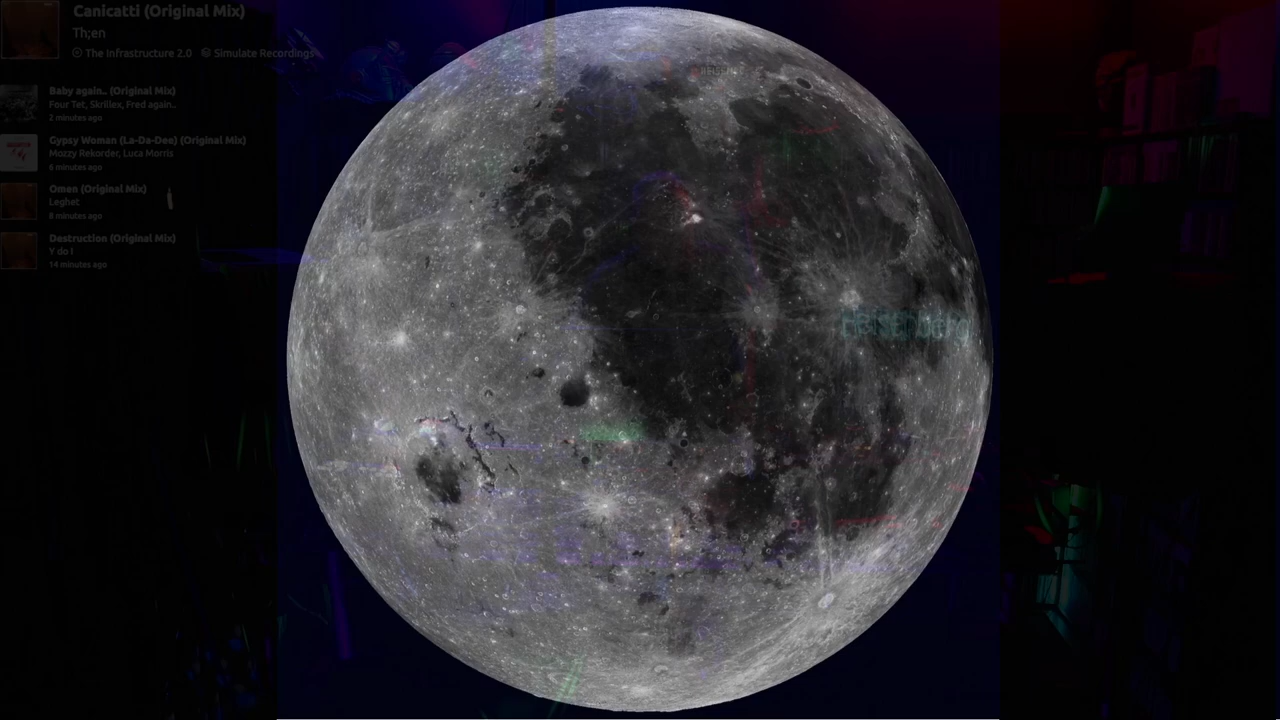 Canicatti (Original Mix)
Th;en
The Infrastructure 2.0 Simulate Recordings
Baby again.. (Original Mix)
Four Tet, Skrillex, Fred again..
2 minutes ago
Gypsy Woman (La-Da-Dee) (Original Mix)
Mozzy Rekorder, Luca Morris
6 minutes ago
Omen (Original Mix)
Leghet
8 minutes ago
Destruction (Original Mix)
Y do I
14 minutes ago